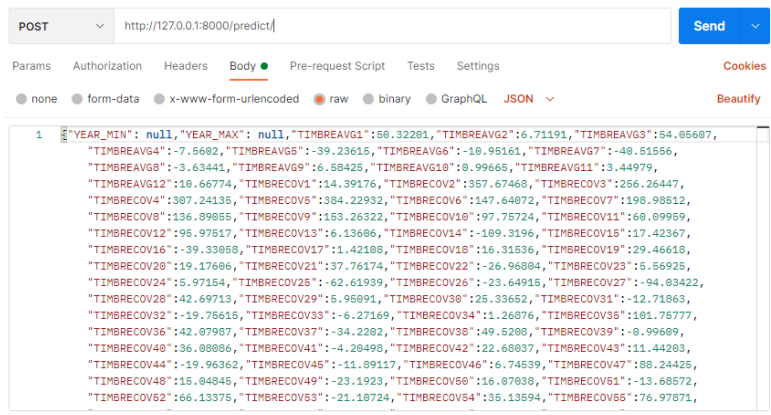 POST http://127.0.0.1:8000/predict/ Send
Params Authorization Headers Body Pre-request Script Tests Settings Cookies
none form-data x-www-form-urlencoded raw binary GraphQL JSON Beautify
1 {"YEAR_MIN": null,"YEAR_MAX": null,"TIMBREAVG1":50.32201,"TIMBREAVG2":6.71191,"TIMBREAVG3":54.05607,
"TIMBREAVG4":-7.5602,"TIMBREAVG5":-39.23615,"TIMBREAVG6":-10.95161,"TIMBREAVG7":-40.51556,
"TIMBREAVG8":-3.63441,"TIMBREAVG9":6.58425,"TIMBREAVG10":0.99665,"TIMBREAVG11":3.44979,
"TIMBREAVG12":10.66774,"TIMBRECOV1":14.39176,"TIMBRECOV2":357.67468,"TIMBRECOV3":256.26447,
"TIMBRECOV4":307.24135,"TIMBRECOV5":384.22932,"TIMBRECOV6":147.64072,"TIMBRECOV7":198.98512,
"TIMBRECOV8":136.89055,"TIMBRECOV9":153.26322,"TIMBRECOV10":97.75724,"TIMBRECOV11":60.09959,
"TIMBRECOV12":95.97517,"TIMBRECOV13":6.13606,"TIMBRECOV14":-109.3196,"TIMBRECOV15":17.42367,
"TIMBRECOV16":-39.33058,"TIMBRECOV17":1.42108,"TIMBRECOV18":16.31536,"TIMBRECOV19":29.46618,
"TIMBRECOV20":19.17606,"TIMBRECOV21":37.76174,"TIMBRECOV22":-26.96804,"TIMBRECOV23":5.56925,
"TIMBRECOV24":5.97154,"TIMBRECOV25":-62.61939,"TIMBRECOV26":-23.64915,"TIMBRECOV27":-94.03422,
"TIMBRECOV28":42.69713,"TIMBRECOV29":5.95091,"TIMBRECOV30":25.33652,"TIMBRECOV31":-12.71863,
"TIMBRECOV32":-19.75615,"TIMBRECOV33":-6.27169,"TIMBRECOV34":1.26876,"TIMBRECOV35":101.75777,
"TIMBRECOV36":42.07987,"TIMBRECOV37":-34.2202,"TIMBRECOV38":49.5208,"TIMBRECOV39":-0.99609,
"TIMBRECOV40":36.08086,"TIMBRECOV41":-4.20498,"TIMBRECOV42":22.68037,"TIMBRECOV43":11.44203,
"TIMBRECOV44":-19.96362,"TIMBRECOV45":-11.89117,"TIMBRECOV46":6.74539,"TIMBRECOV47":88.24425,
"TIMBRECOV48":15.04845,"TIMBRECOV49":-23.1923,"TIMBRECOV50":16.07038,"TIMBRECOV51":-13.68572,
"TIMBRECOV52":66.13375,"TIMBRECOV53":-21.10724,"TIMBRECOV54":35.13594,"TIMBRECOV55":76.97871,